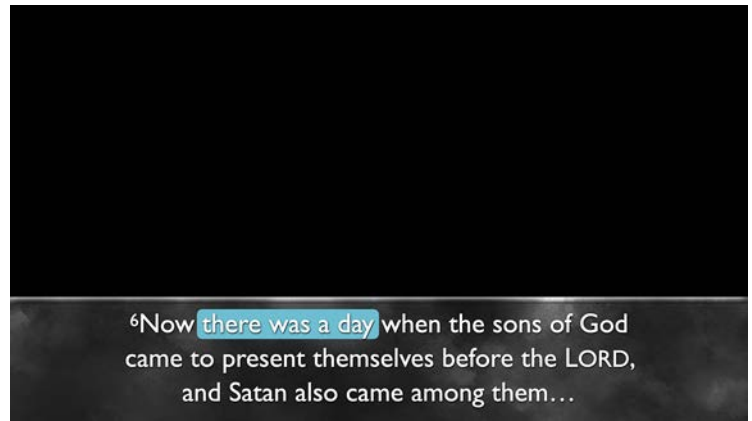 ⁶Now there was a day when the sons of God
came to present themselves before the LORD,
and Satan also came among them…